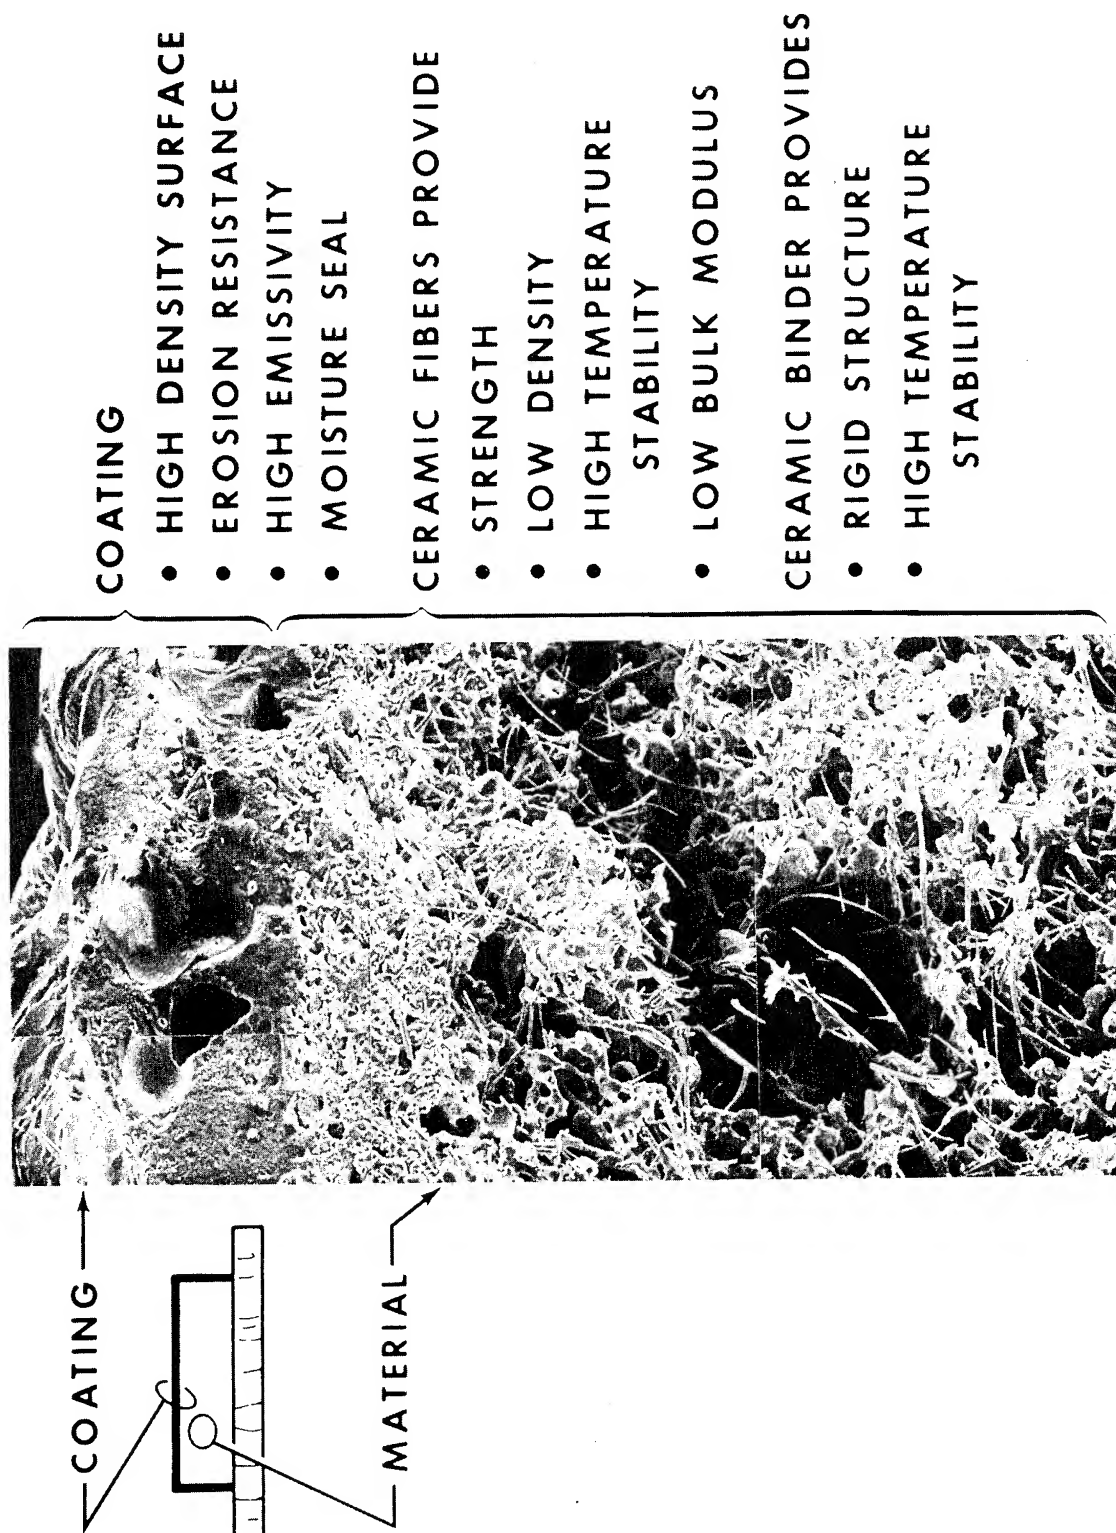 COATING
MATERIAL
COATING
• HIGH DENSITY SURFACE
• EROSION RESISTANCE
• HIGH EMISSIVITY
• MOISTURE SEAL
CERAMIC FIBERS PROVIDE
• STRENGTH
• LOW DENSITY
• HIGH TEMPERATURE
STABILITY
• LOW BULK MODULUS
CERAMIC BINDER PROVIDES
• RIGID STRUCTURE
• HIGH TEMPERATURE
STABILITY